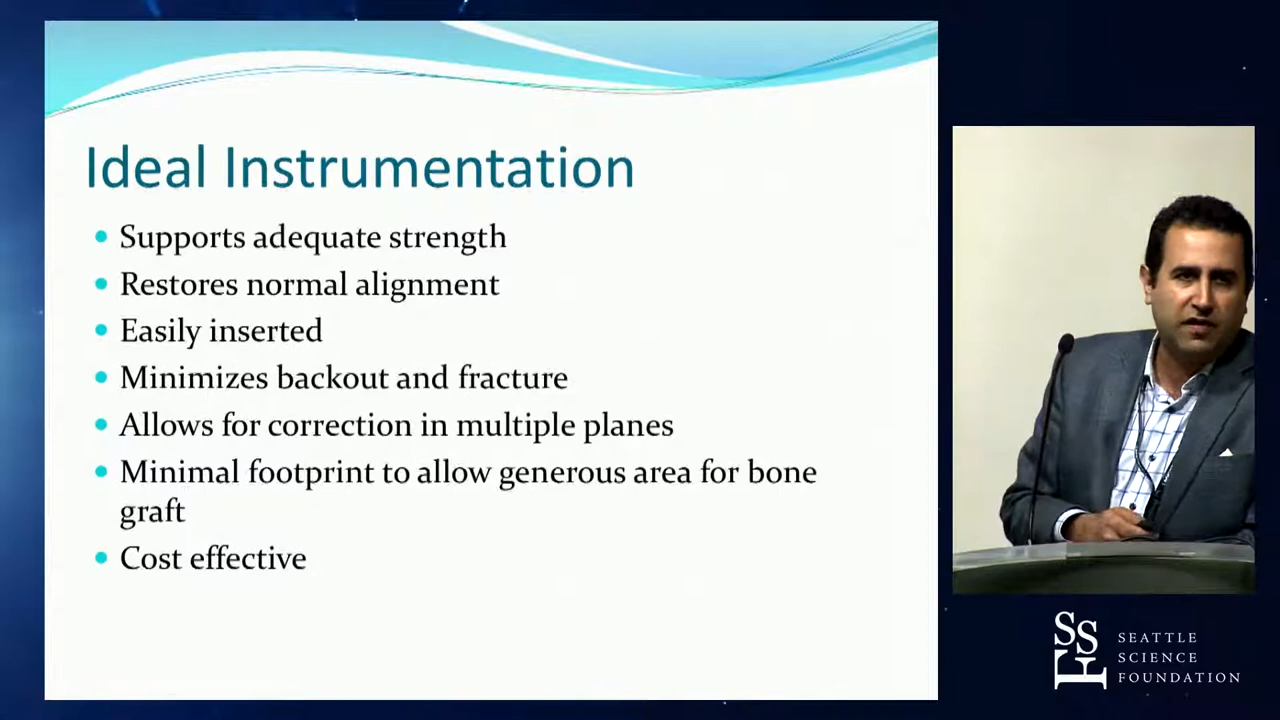 Ideal Instrumentation
Supports adequate strength
Restores normal alignment
Easily inserted
Minimizes backout and fracture
Allows for correction in multiple planes
Minimal footprint to allow generous area for bone
graft
Cost effective
SSF
SEATTLE
SCIENCE
FOUNDATION